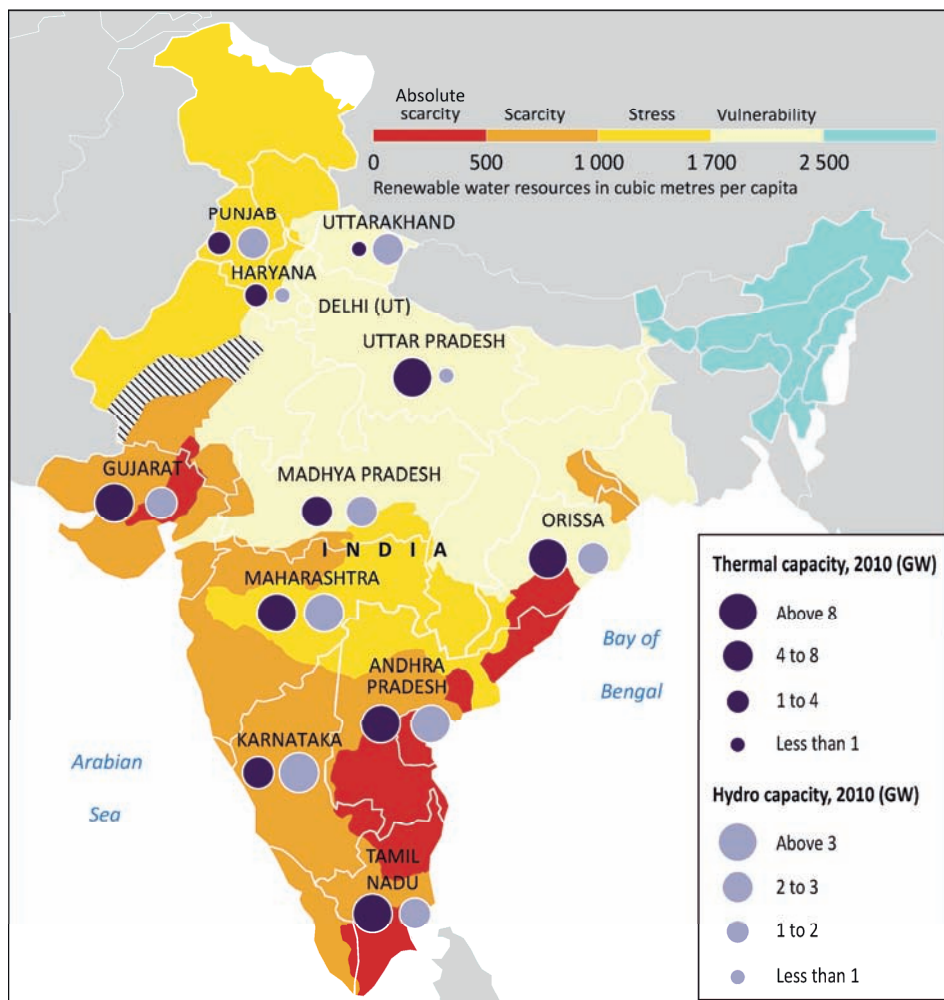 Absolute
scarcity Scarcity Stress Vulnerability
0 500 1 000 1 700 2 500
Renewable water resources in cubic metres per capita
PUNJAB
UTTARAKHAND
HARYANA
DELHI (UT)
UTTAR PRADESH
GUJARAT
MADHYA PRADESH
ORISSA
I N D I A
MAHARASHTRA
ANDHRA
PRADESH
KARNATAKA
TAMIL
NADU
Arabian
Sea
Bay of
Bengal
Thermal capacity, 2010 (GW)
Above 8
4 to 8
1 to 4
Less than 1
Hydro capacity, 2010 (GW)
Above 3
2 to 3
1 to 2
Less than 1